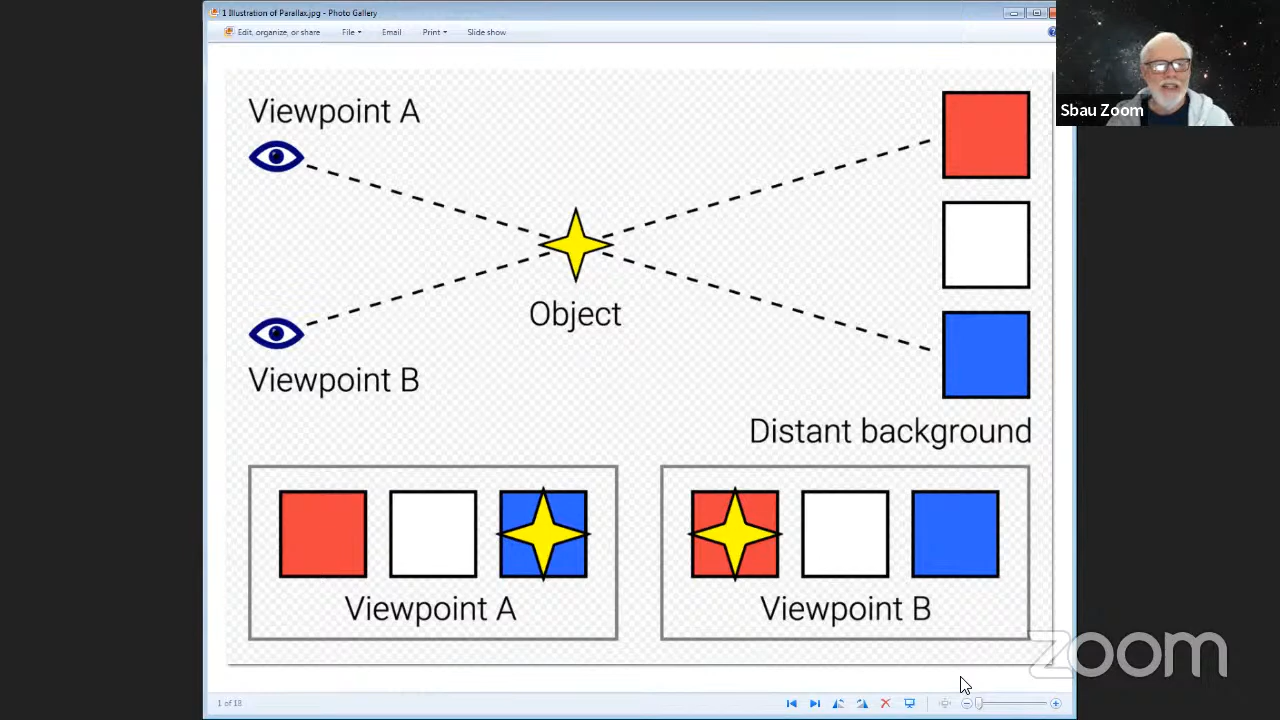 1 Illustration of Parallax.jpg - Photo Gallery
Edit, organize, or share File Email Print Slide show
Sbau Zoom
Viewpoint A
Object
Viewpoint B
Distant background
Viewpoint A
Viewpoint B
zoom
1 of 18